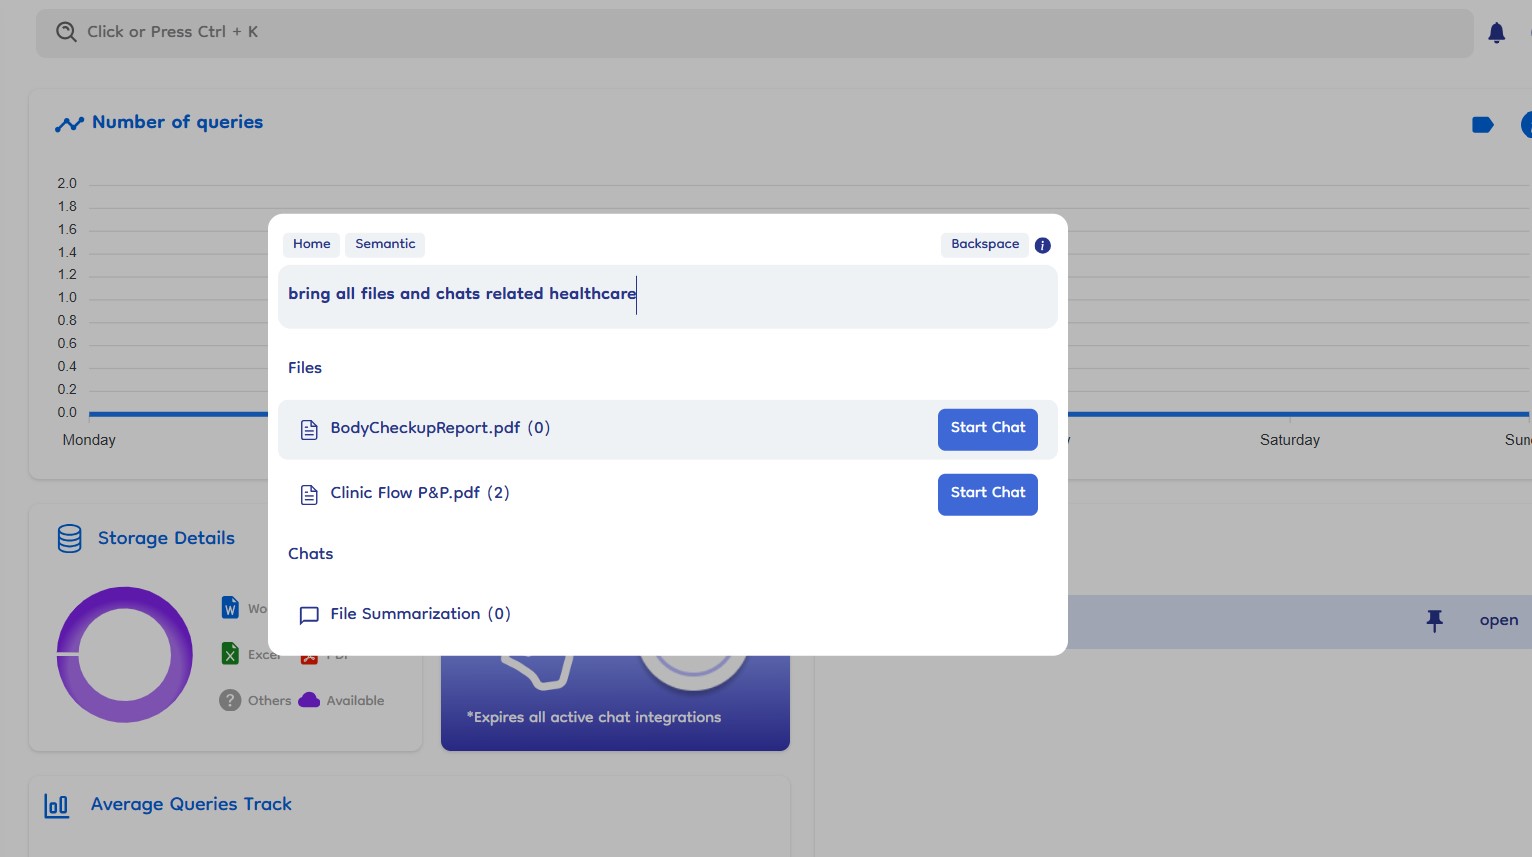 Click or Press Ctrl + K
Number of queries
2.0
1.8
1.6
1.4
1.2
1.0
0.8
0.6
0.4
0.2
0.0
Monday
Saturday
Home
Semantic
Backspace
bring all files and chats related healthcare
Files
BodyCheckupReport.pdf (0)
Start Chat
Clinic Flow P&P.pdf (2)
Start Chat
Chats
File Summarization (0)
Storage Details
Excel
Others
Available
*Expires all active chat integrations
open
Average Queries Track